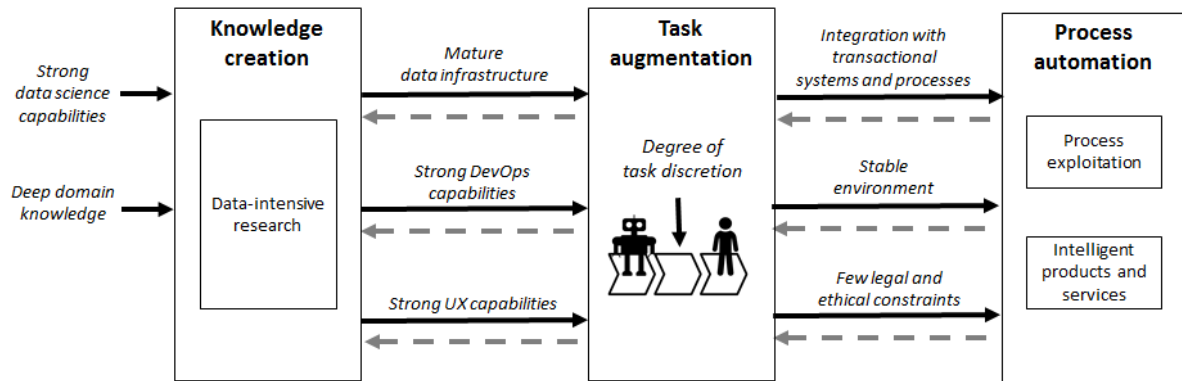 Strong
data science
capabilities
Deep domain
knowledge
Knowledge
creation
Data-intensive
research
Mature
data infrastructure
Strong DevOps
capabilities
Strong UX capabilities
Task
augmentation
Degree of
task discretion
Integration with
transactional
systems and processes
Stable
environment
Few legal and
ethical constraints
Process
automation
Process
exploitation
Intelligent
products and
services